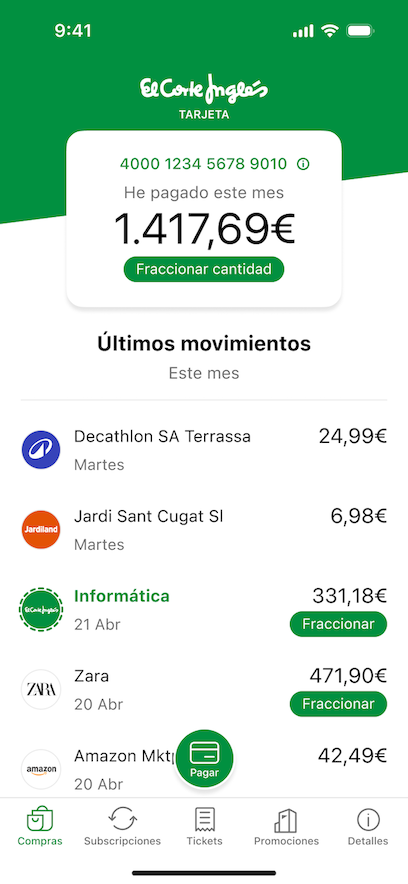 9:41
El Corte Inglés
TARJETA
4000 1234 5678 9010
He pagado este mes
1.417,69€
Fraccionar cantidad
Últimos movimientos
Este mes
Decathlon SA Terrassa 24,99€
Martes
Jardiland
Jardi Sant Cugat Sl 6,98€
Martes
El Corte Inglés
Informática 331,18€
21 Abr Fraccionar
ZARA
Zara 471,90€
20 Abr Fraccionar
amazon
Amazon Mktp 42,49€
20 Abr
Pagar
Compras Subscripciones Tickets Promociones Detalles